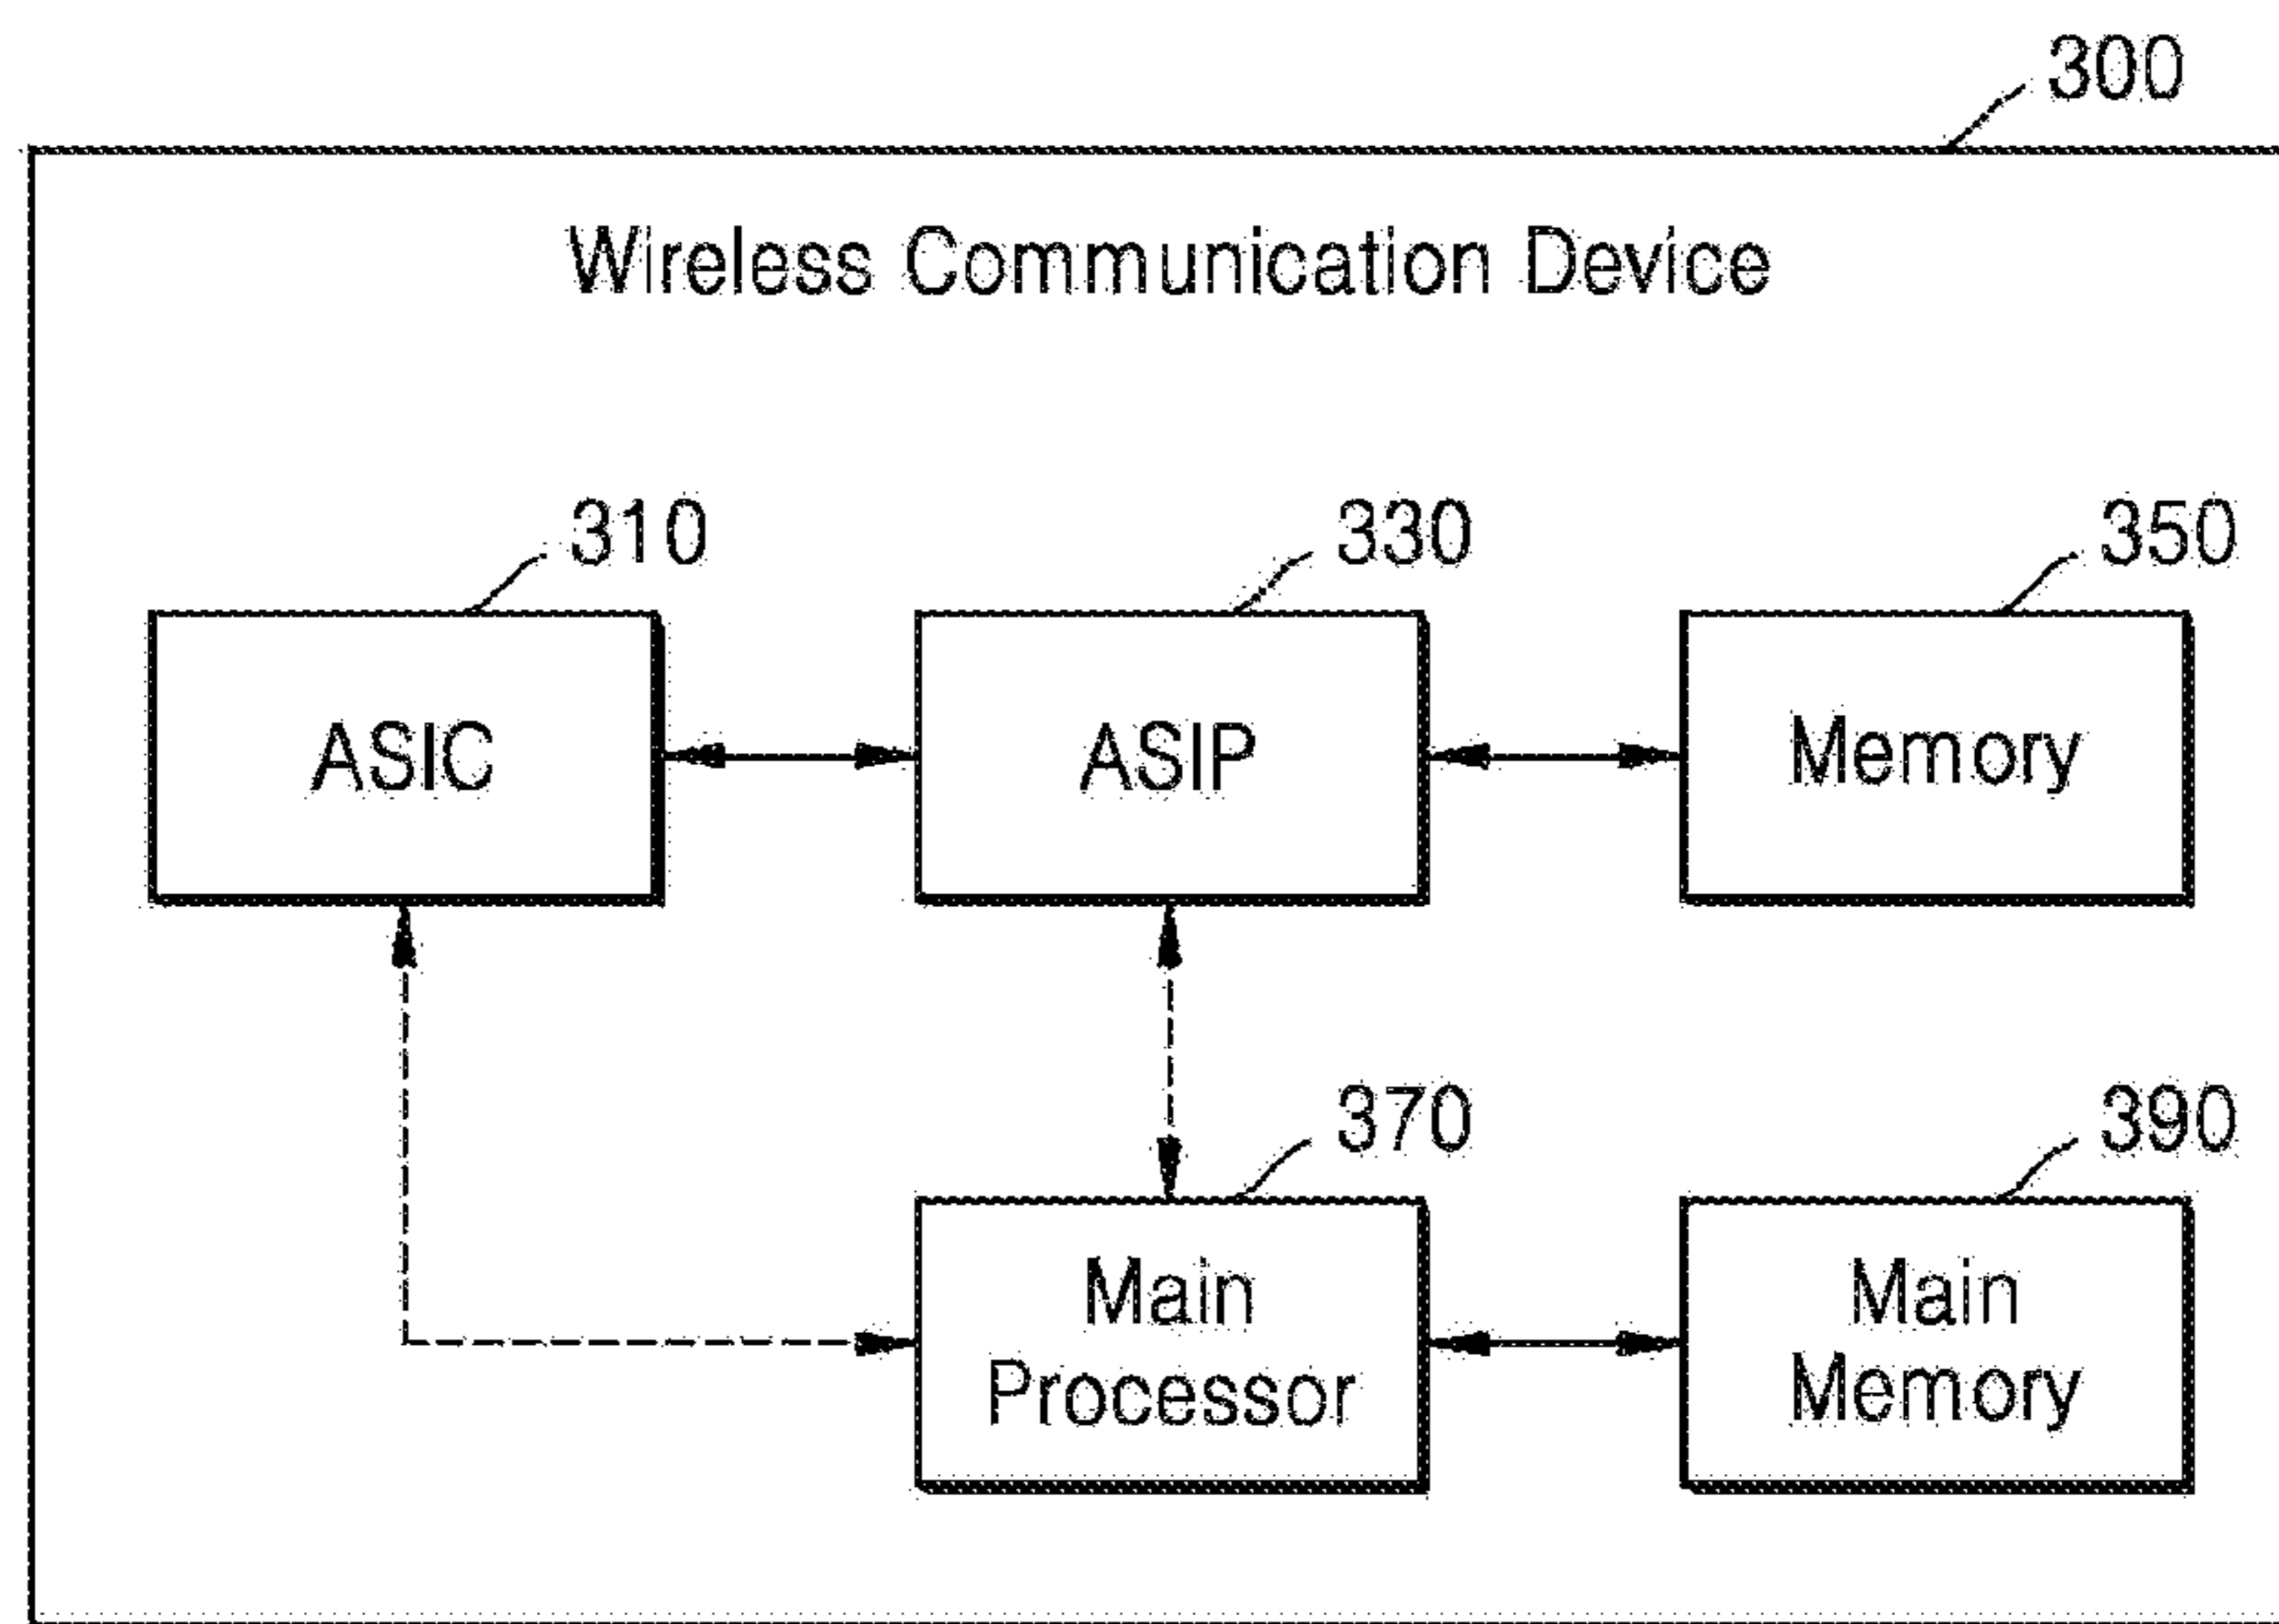 300
Wireless Communication Device
310
330
350
ASIC
ASIP
Memory
370
390
Main
Processor
Main
Memory